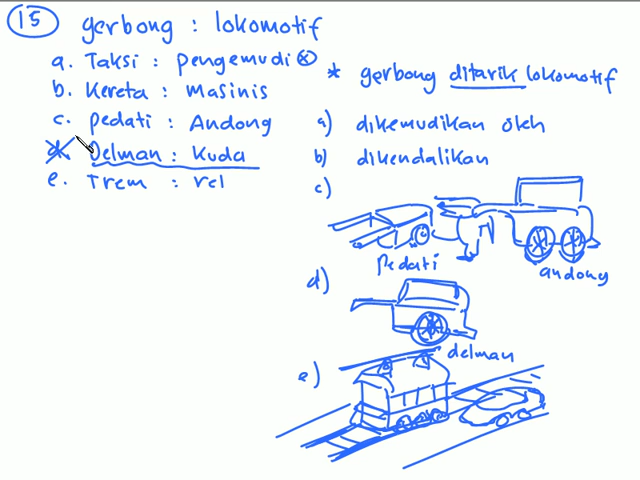 15 gerbong : lokomotif
a. Taksi : pengemudi
b. Kereta : masinis
c. pedati : Andong
d. Delman : Kuda
e. Trem : rel
* gerbong ditarik lokomotif
a) dikemudikan oleh
b) dikendalikan
c)
pedati
andong
d)
delman
e)